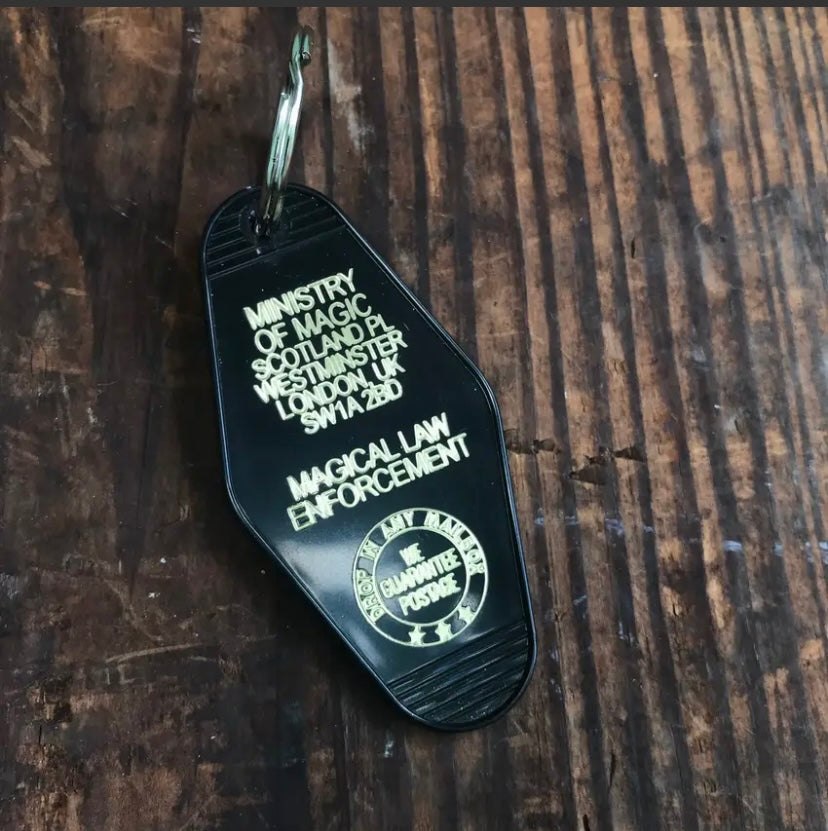 MINISTRY
OF MAGIC
SCOTLAND PL
WESTMINSTER
LONDON, UK
SW1A 2BD
MAGICAL LAW
ENFORCEMENT
DROP IN ANY MAILBOX
WE
GUARANTEE
POSTAGE